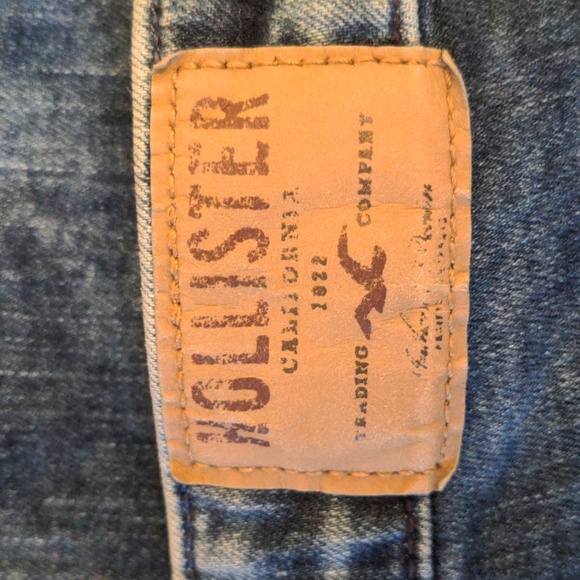 HOLLISTER
CALIFORNIA
1922
TRADING COMPANY